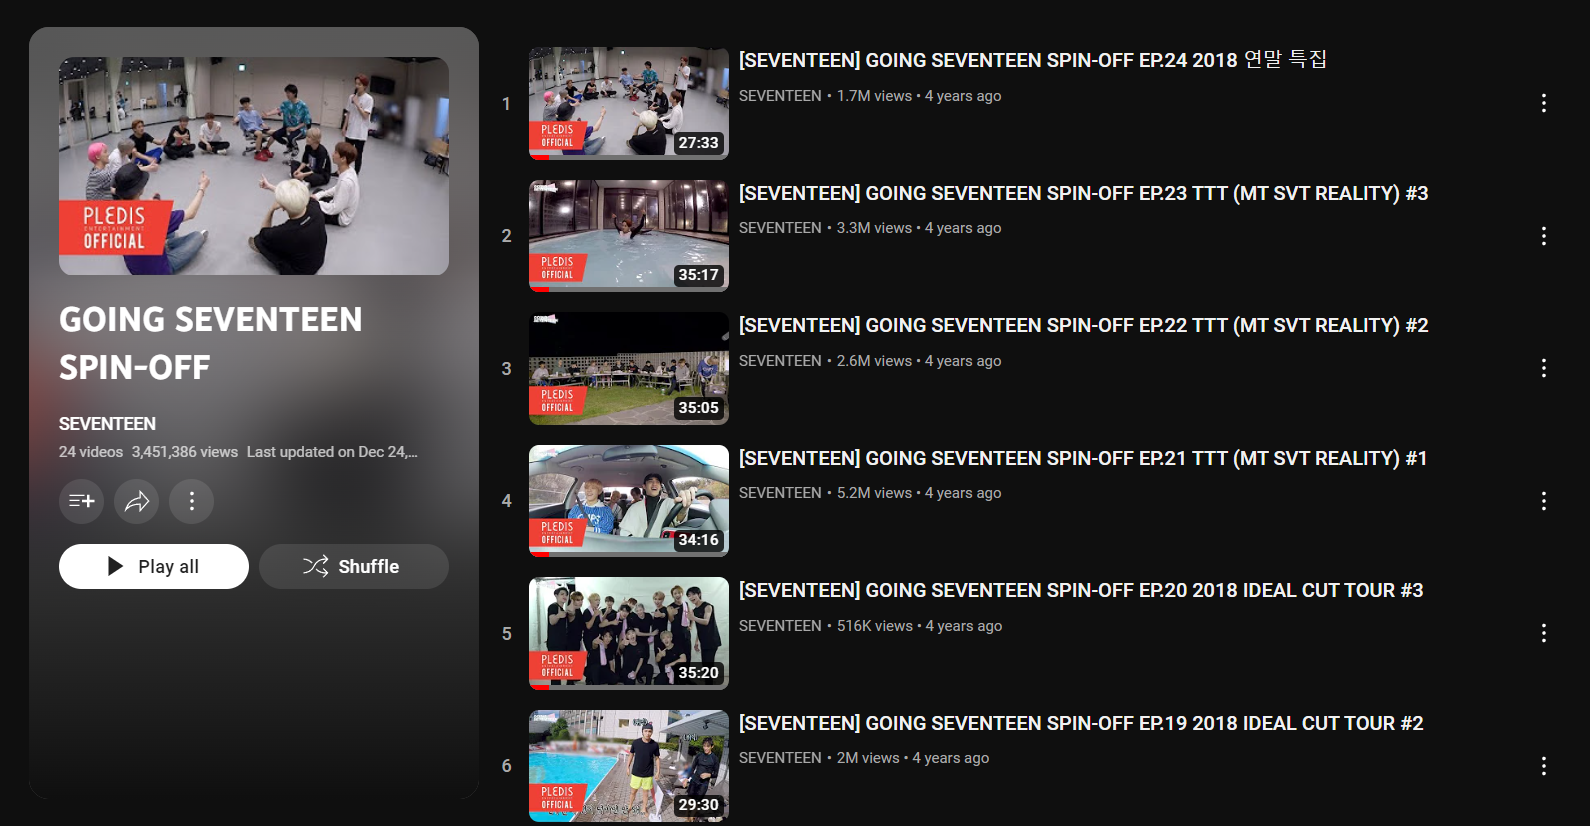 PLEDIS
ENTERTAINMENT
OFFICIAL
GOING SEVENTEEN
SPIN-OFF
SEVENTEEN
24 videos 3,451,386 views Last updated on Dec 24,...
Play all
Shuffle
1
PLEDIS
OFFICIAL
27:33
[SEVENTEEN] GOING SEVENTEEN SPIN-OFF EP.24 2018 연말 특집
SEVENTEEN • 1.7M views • 4 years ago
2
PLEDIS
OFFICIAL
35:17
[SEVENTEEN] GOING SEVENTEEN SPIN-OFF EP.23 TTT (MT SVT REALITY) #3
SEVENTEEN • 3.3M views • 4 years ago
3
PLEDIS
OFFICIAL
35:05
[SEVENTEEN] GOING SEVENTEEN SPIN-OFF EP.22 TTT (MT SVT REALITY) #2
SEVENTEEN • 2.6M views • 4 years ago
4
PLEDIS
OFFICIAL
34:16
[SEVENTEEN] GOING SEVENTEEN SPIN-OFF EP.21 TTT (MT SVT REALITY) #1
SEVENTEEN • 5.2M views • 4 years ago
5
PLEDIS
OFFICIAL
35:20
[SEVENTEEN] GOING SEVENTEEN SPIN-OFF EP.20 2018 IDEAL CUT TOUR #3
SEVENTEEN • 516K views • 4 years ago
6
PLEDIS
OFFICIAL
29:30
[SEVENTEEN] GOING SEVENTEEN SPIN-OFF EP.19 2018 IDEAL CUT TOUR #2
SEVENTEEN • 2M views • 4 years ago